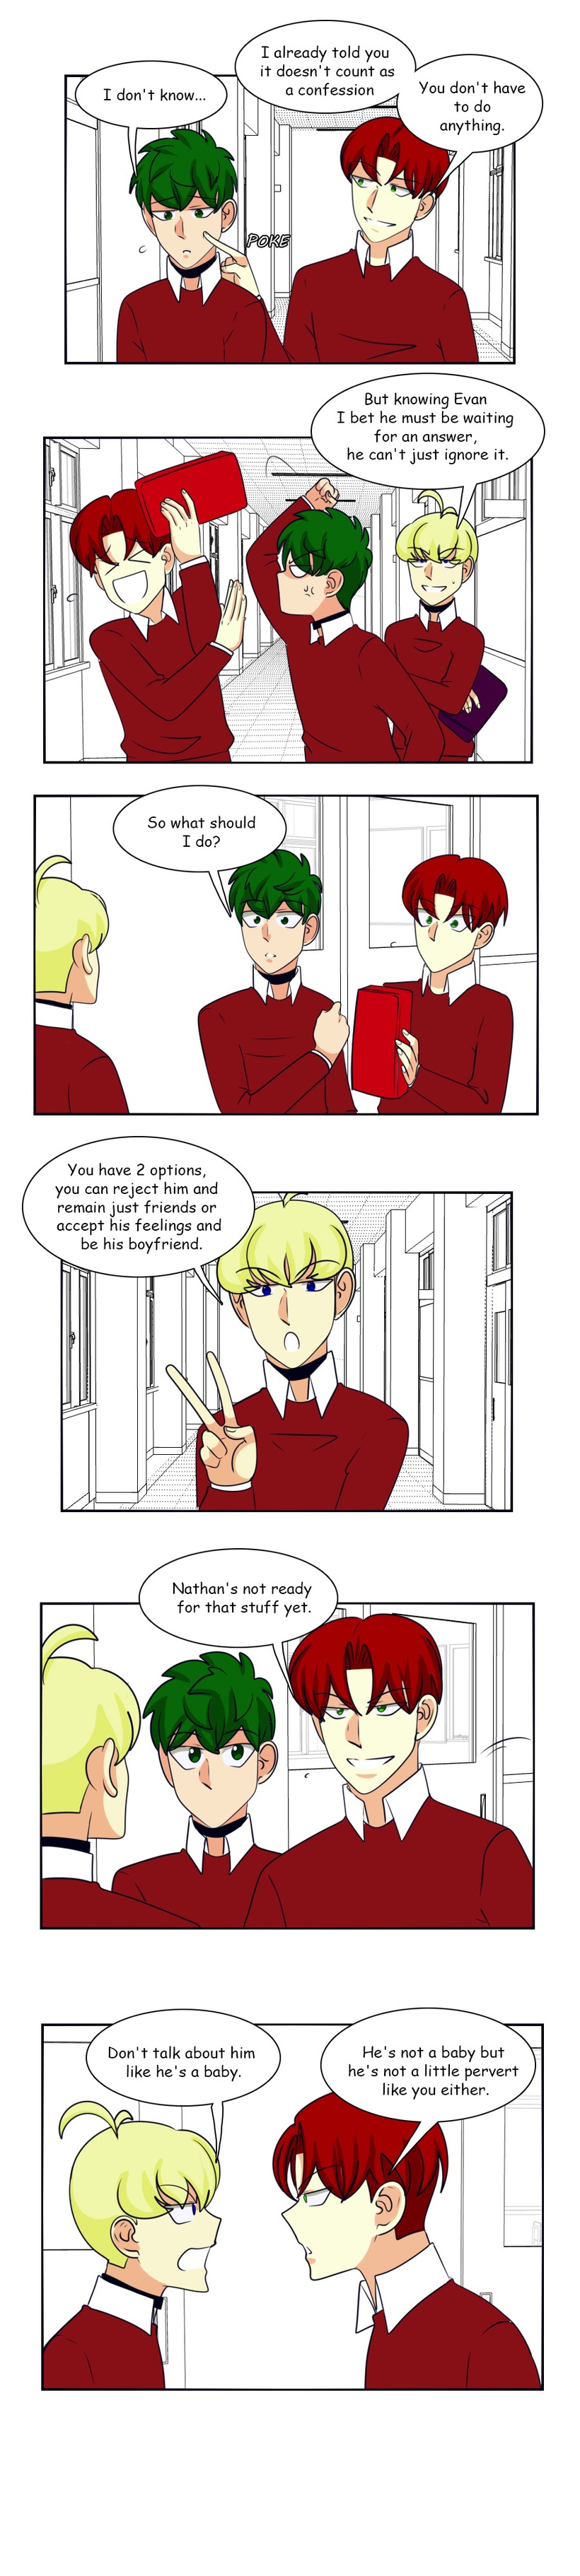 I don't know...
I already told you
it doesn't count as
a confession
You don't have
to do
anything.
POKE
But knowing Evan
I bet he must be waiting
for an answer,
he can't just ignore it.
So what should
I do?
You have 2 options,
you can reject him and
remain just friends or
accept his feelings and
be his boyfriend.
Nathan's not ready
for that stuff yet.
Don't talk about him
like he's a baby.
He's not a baby but
he's not a little pervert
like you either.